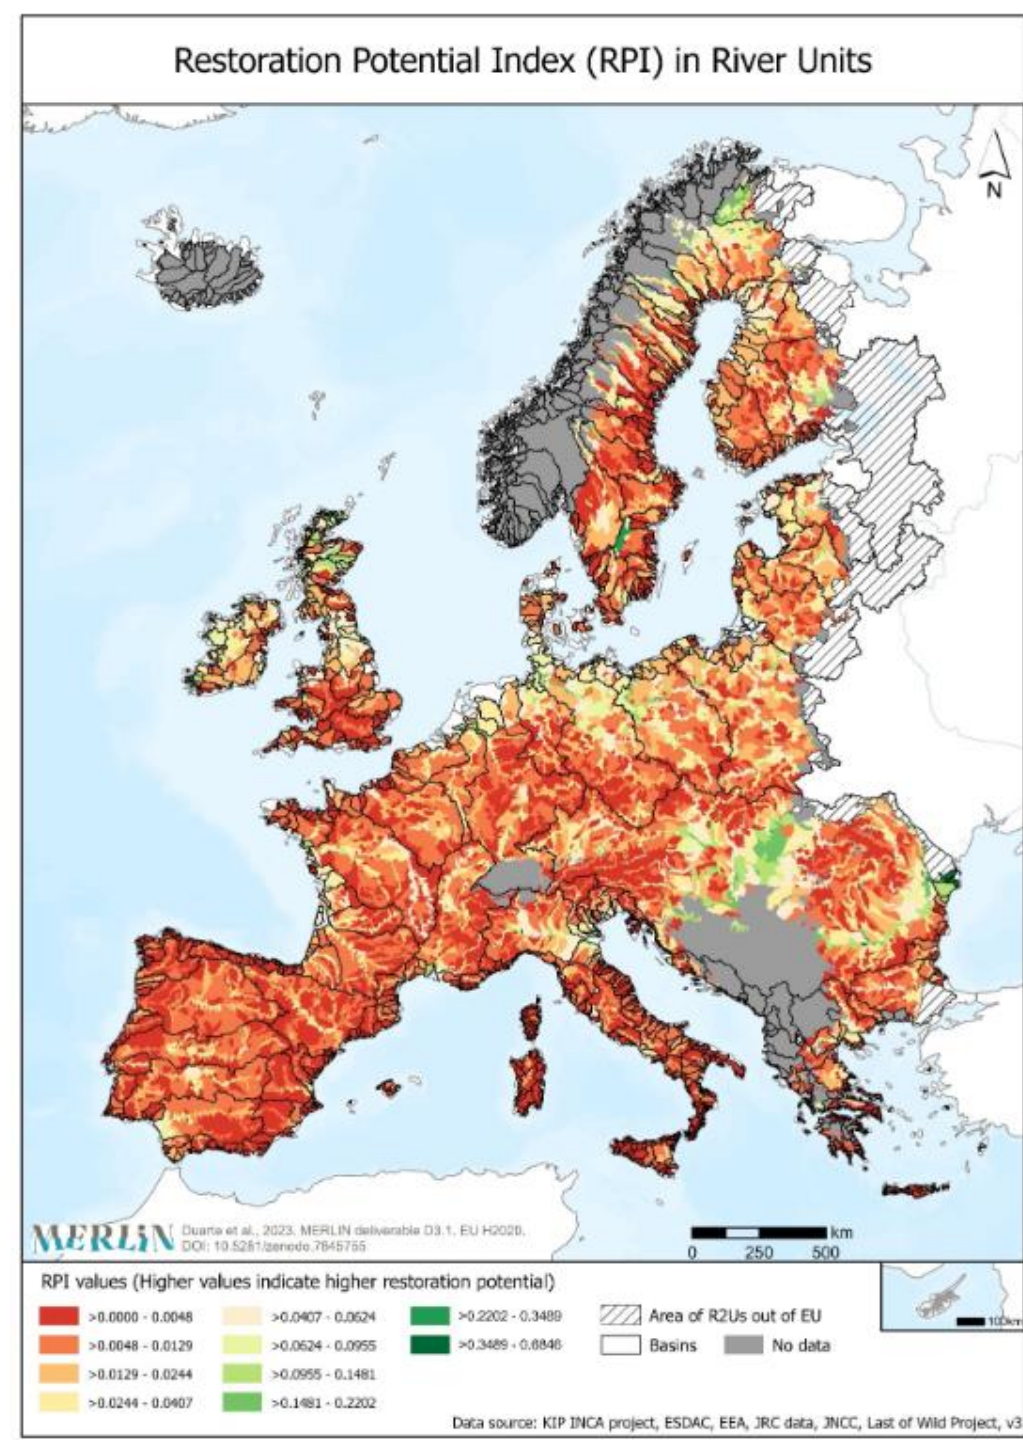 Restoration Potential Index (RPI) in River Units
N
MERLIN
Duarte et al., 2023. MERLIN deliverable D3.1. EU H2020.
DOI: 10.5281/zenodo.7845755
km
0 250 500
RPI values (Higher values indicate higher restoration potential)
>0.0000 - 0.0048
>0.0048 - 0.0129
>0.0129 - 0.0244
>0.0244 - 0.0407
>0.0407 - 0.0624
>0.0624 - 0.0955
>0.0955 - 0.1481
>0.1481 - 0.2202
>0.2202 - 0.3489
>0.3489 - 0.6846
Area of R2Us out of EU
Basins
No data
100km
Data source: KIP INCA project, ESDAC, EEA, JRC data, JNCC, Last of Wild Project, v3